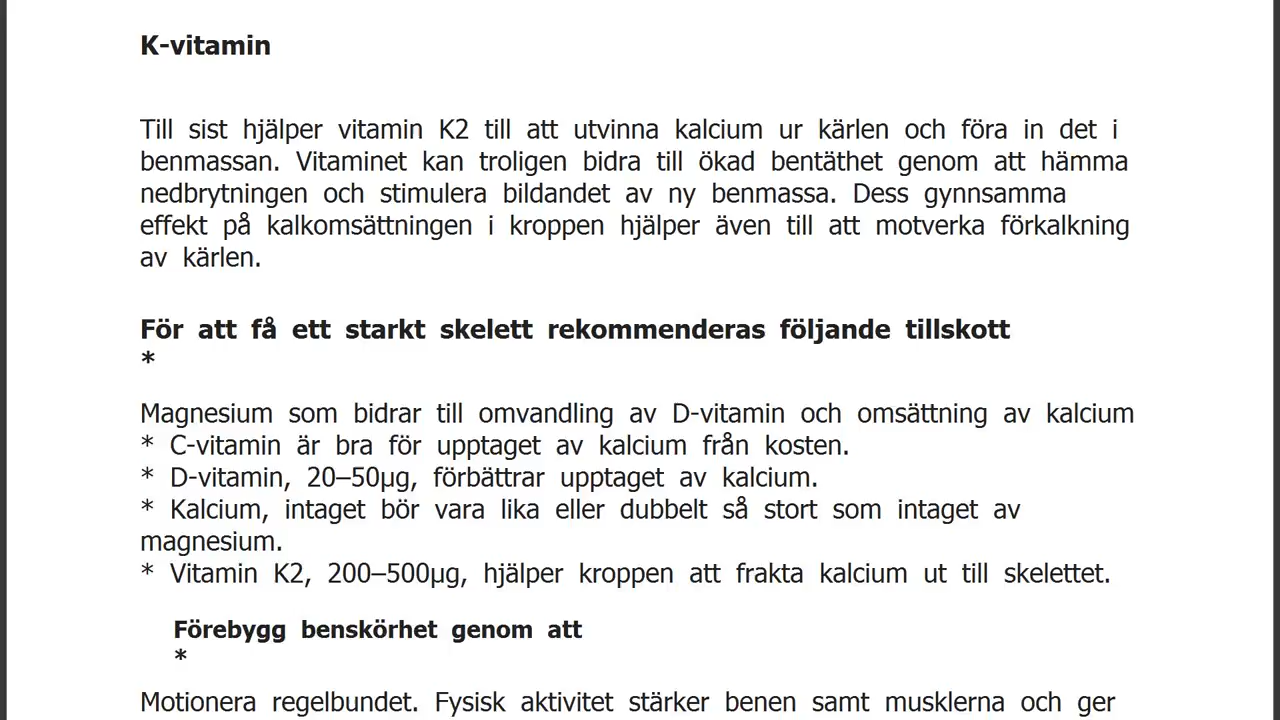 K-vitamin
Till sist hjälper vitamin K2 till att utvinna kalcium ur kärlen och föra in det i
benmassan. Vitaminet kan troligen bidra till ökad bentäthet genom att hämma
nedbrytningen och stimulera bildandet av ny benmassa. Dess gynnsamma
effekt på kalkomsättningen i kroppen hjälper även till att motverka förkalkning
av kärlen.
För att få ett starkt skelett rekommenderas följande tillskott
*
Magnesium som bidrar till omvandling av D-vitamin och omsättning av kalcium
* C-vitamin är bra för upptaget av kalcium från kosten.
* D-vitamin, 20–50µg, förbättrar upptaget av kalcium.
* Kalcium, intaget bör vara lika eller dubbelt så stort som intaget av
magnesium.
* Vitamin K2, 200–500µg, hjälper kroppen att frakta kalcium ut till skelettet.
Förebygg benskörhet genom att
*
Motionera regelbundet. Fysisk aktivitet stärker benen samt musklerna och ger